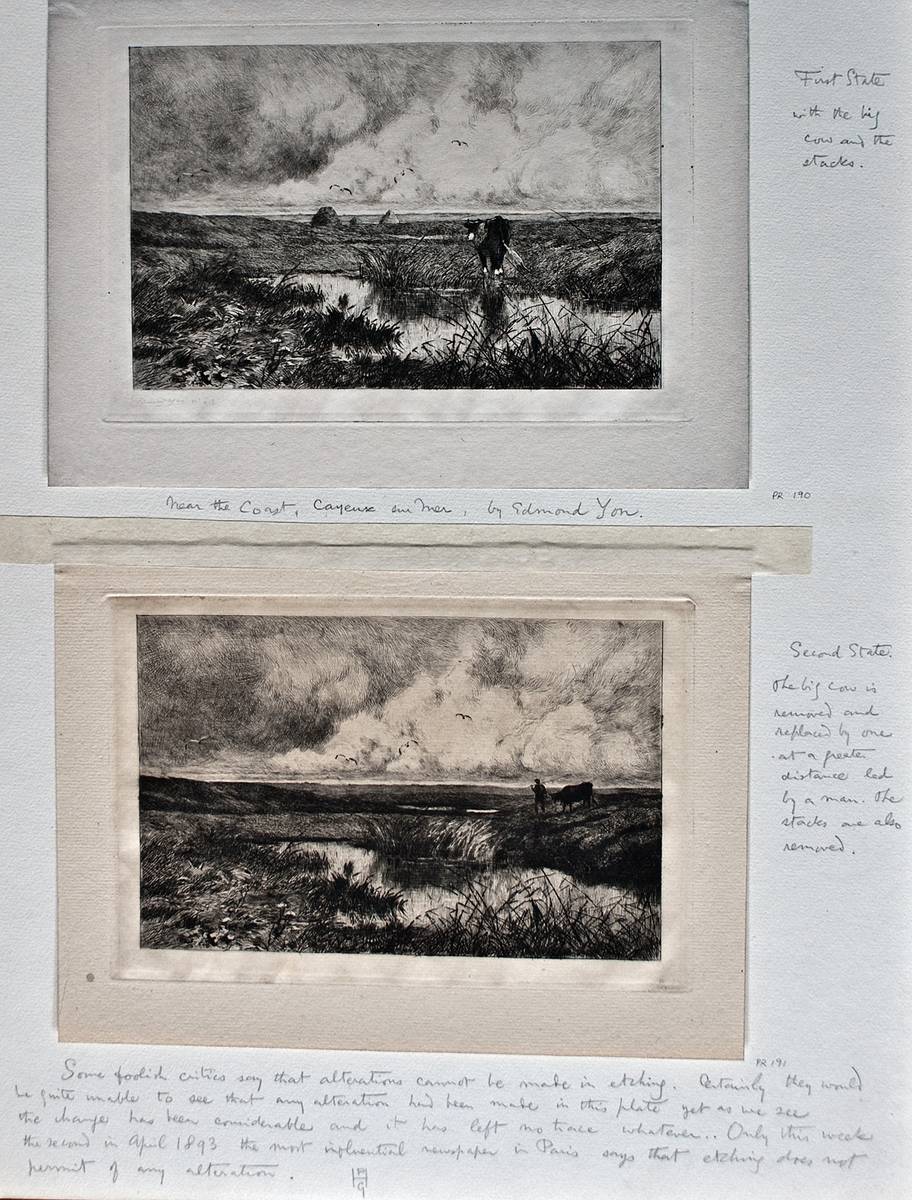 First State
with the big
cow and the
stacks.
PR 190
Near the Coast, Cayeux sur Mer, by Edmond Yon.
Second State.
The big cow is
removed and
replaced by one
at a greater
distance led
by a man. The
stacks are also
removed.
PR 191
Some foolish critics say that alterations cannot be made in etching. Certainly they would
be quite unable to see that any alteration had been made in this plate yet as we see
the change has been considerable and it has left no trace whatever.. Only this week
the second in April 1893 the most influential newspaper in Paris says that etching does not
permit of any alteration.
PHG